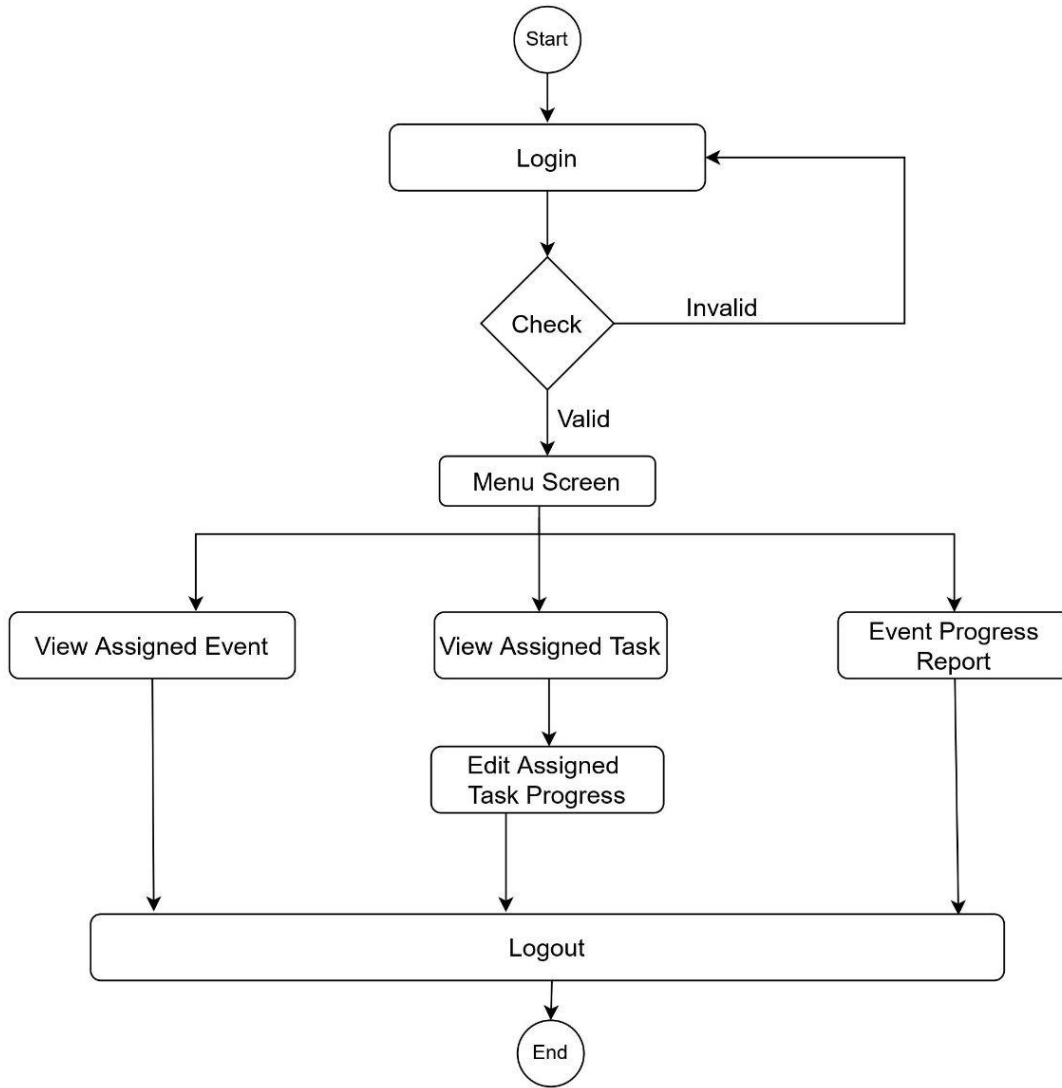 Start
Login
Check
Invalid
Valid
Menu Screen
View Assigned Event
View Assigned Task
Event Progress
Report
Edit Assigned
Task Progress
Logout
End